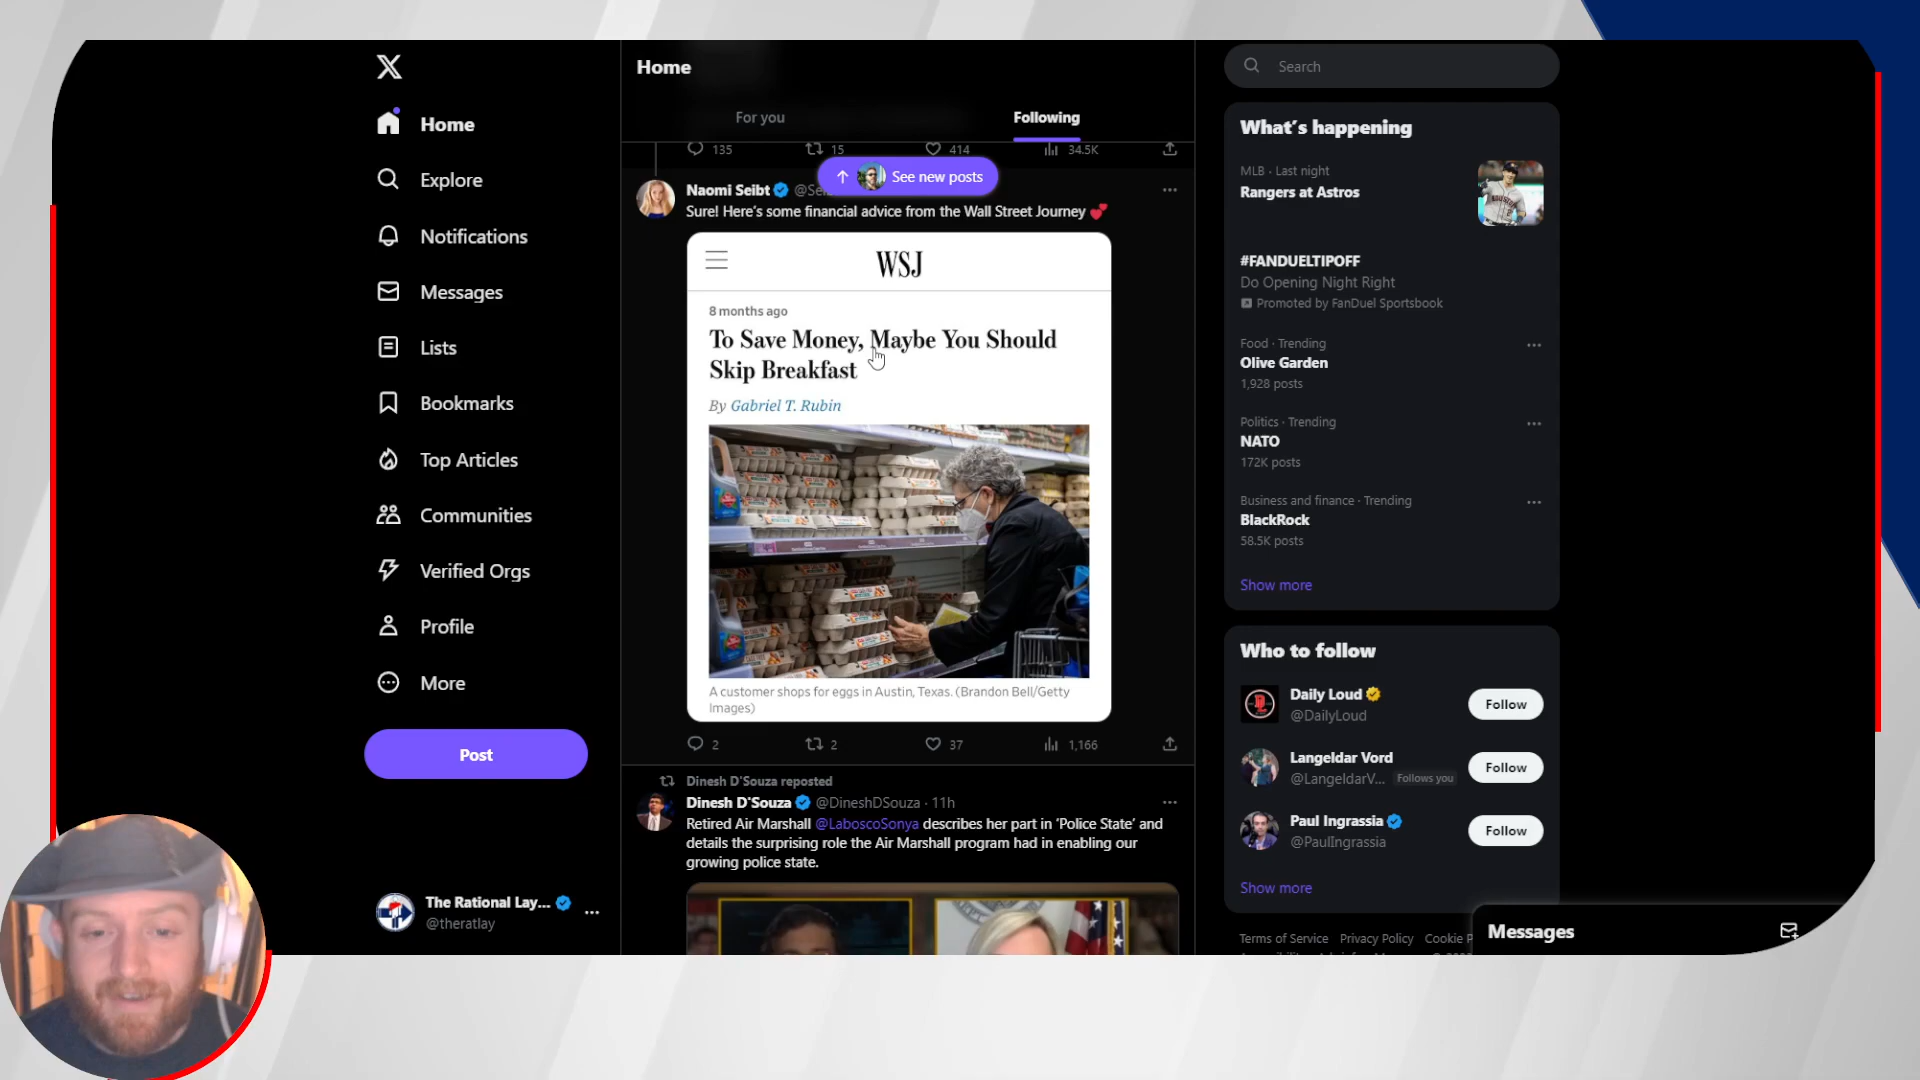 Home
Explore
Notifications
Messages
Lists
Bookmarks
Top Articles
Communities
Verified Orgs
Profile
More
Post
The Rational Lay...
@theratlay
Home
For you
Following
135
15
414
34.5K
See new posts
Naomi Seibt
Sure! Here's some financial advice from the Wall Street Journey 💕
WSJ
8 months ago
To Save Money, Maybe You Should
Skip Breakfast
By Gabriel T. Rubin
A customer shops for eggs in Austin, Texas. (Brandon Bell/Getty
Images)
2
2
37
1,166
Dinesh D'Souza reposted
Dinesh D'Souza @DineshDSouza · 11h
Retired Air Marshall @LaboscoSonya describes her part in 'Police State' and
details the surprising role the Air Marshall program had in enabling our
growing police state.
Search
What's happening
MLB · Last night
Rangers at Astros
#FANDUELTIPOFF
Do Opening Night Right
Promoted by FanDuel Sportsbook
Food · Trending
Olive Garden
1,928 posts
Politics · Trending
NATO
172K posts
Business and finance · Trending
BlackRock
58.5K posts
Show more
Who to follow
Daily Loud
@DailyLoud
Follow
Langeldar Vord
@LangeldarV... Follows you
Follow
Paul Ingrassia
@PaulIngrassia
Follow
Show more
Terms of Service Privacy Policy Cookie P
Messages